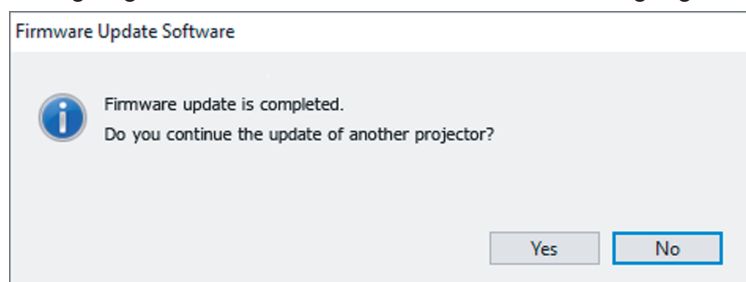 Firmware Update Software
Firmware update is completed.
Do you continue the update of another projector?
Yes No